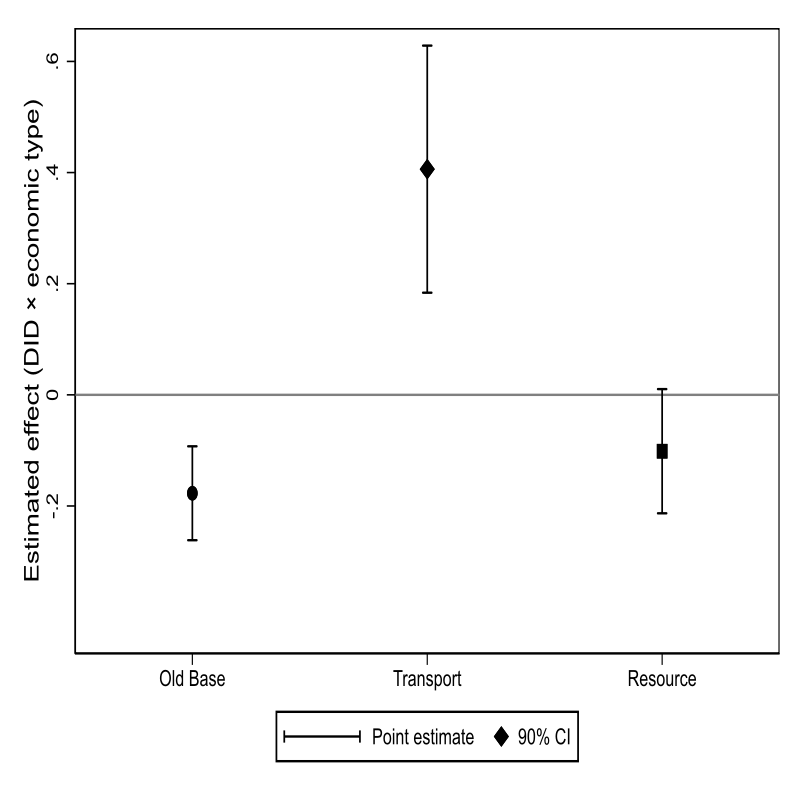 Estimated effect (DID × economic type)
.6
.4
.2
0
-.2
Old Base Transport Resource
Point estimate 90% CI